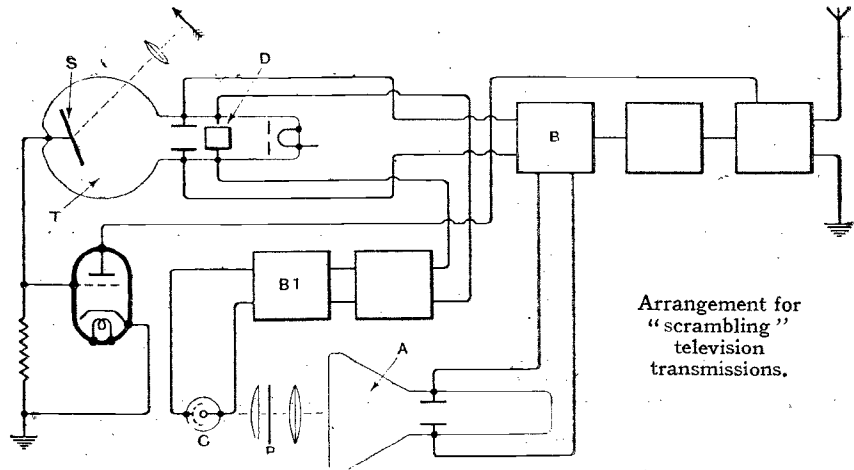 S
D
B
T
B1
A
C
P
Arrangement for
“scrambling”
television
transmissions.